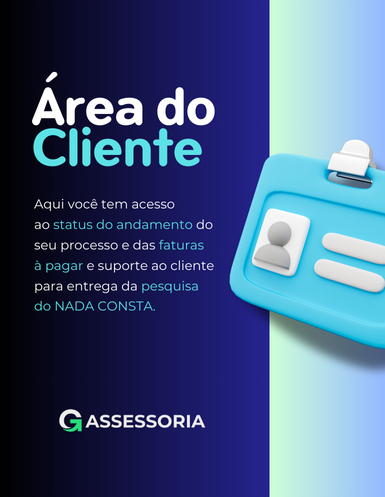 Área do
Cliente
Aqui você tem acesso
ao status do andamento do
seu processo e das faturas
à pagar e suporte ao cliente
para entrega da pesquisa
do NADA CONSTA.
G ASSESSORIA